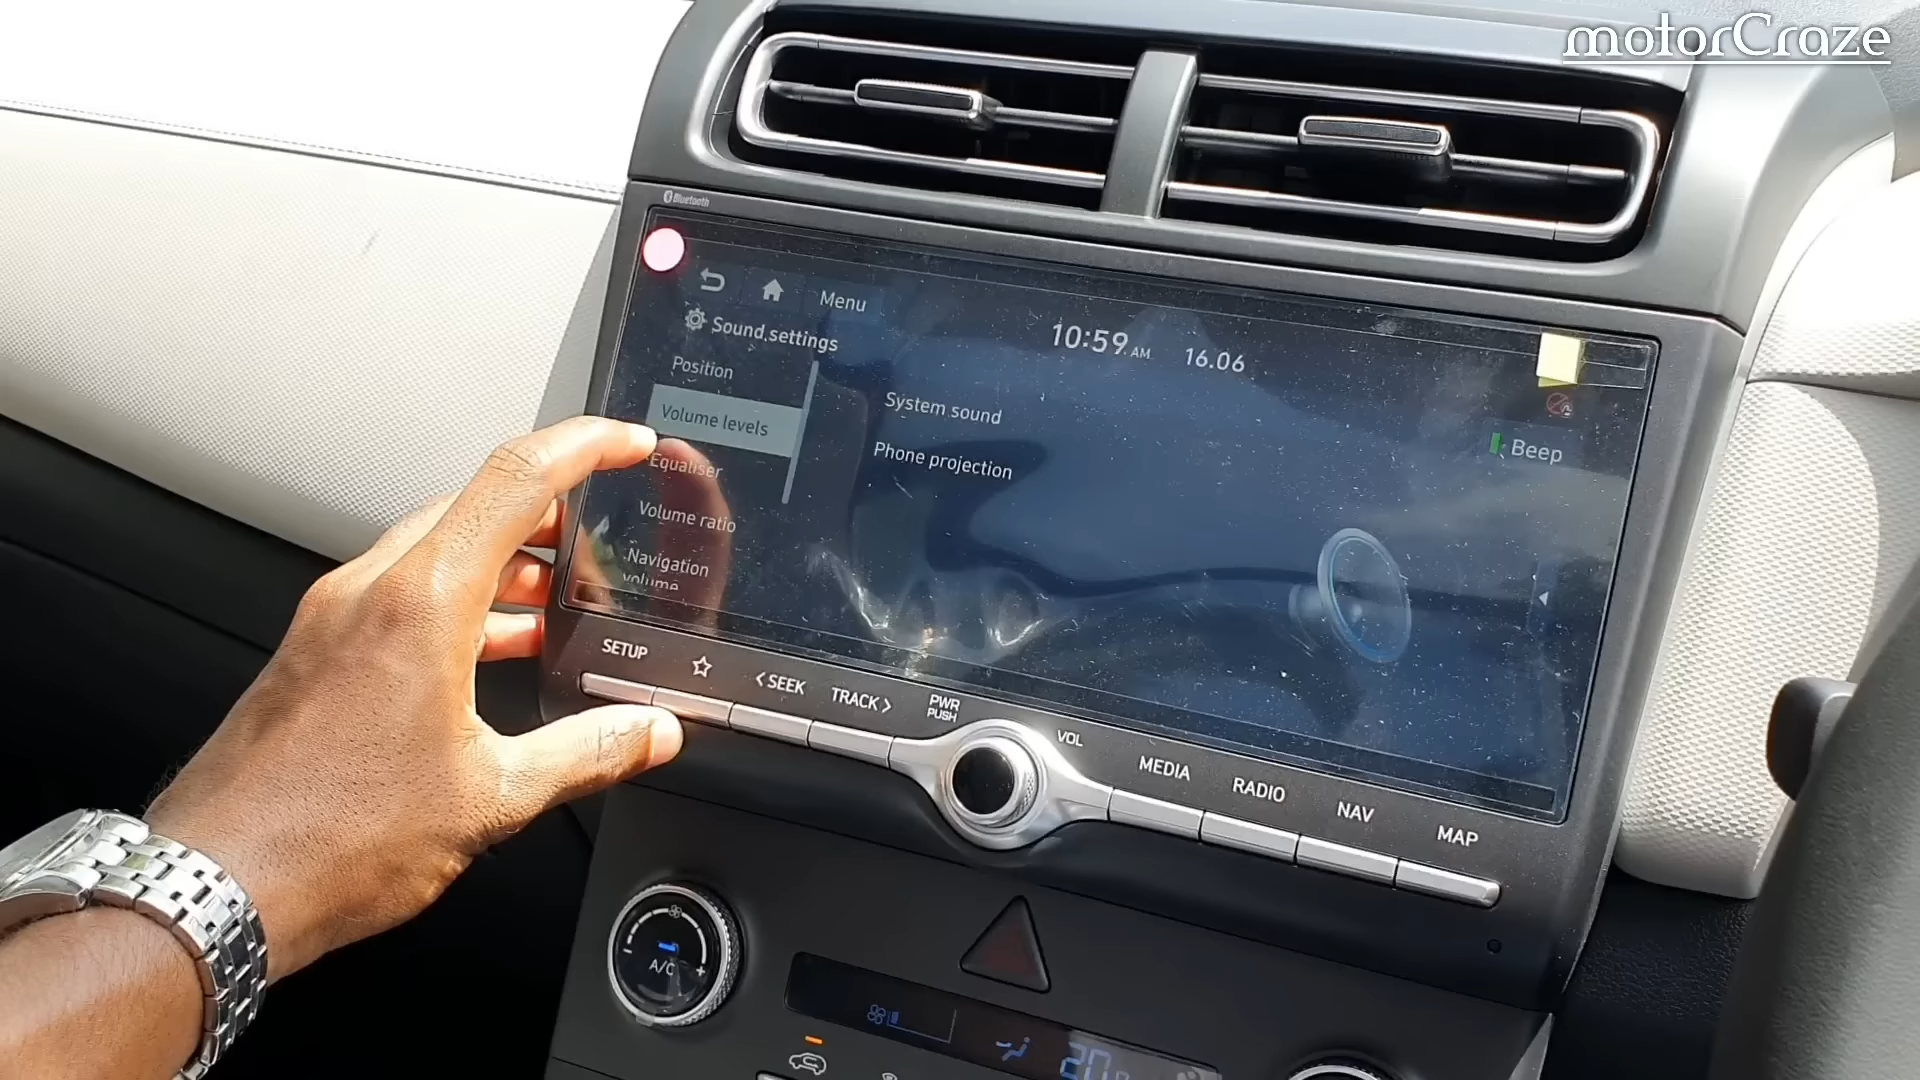 motorCraze
Bluetooth
Menu
Sound settings
10:59 AM 16.06
Position
Volume levels
Equaliser
Volume ratio
Navigation
volume
System sound
Phone projection
Beep
SETUP
< SEEK
TRACK >
PWR
PUSH
VOL
MEDIA
RADIO
NAV
MAP
A/C
- +